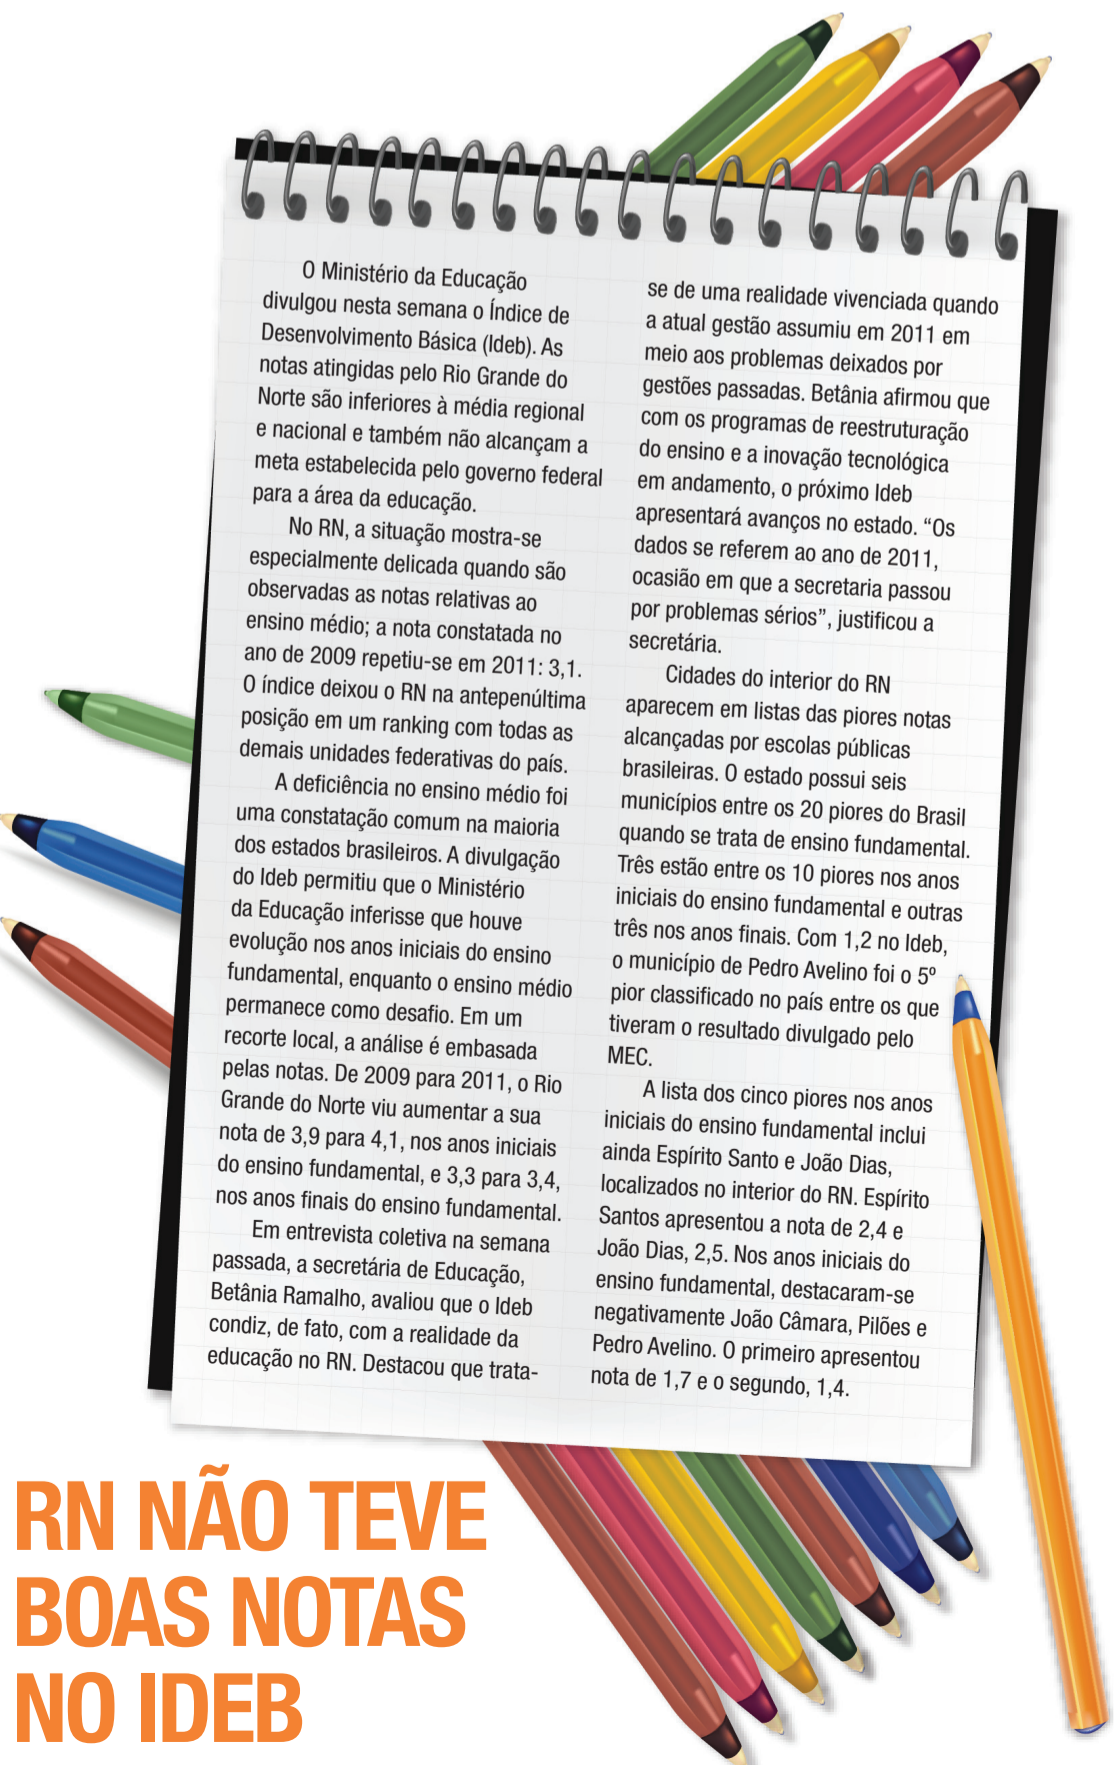 O Ministério da Educação
divulgou nesta semana o Índice de
Desenvolvimento Básica (Ideb). As
notas atingidas pelo Rio Grande do
Norte são inferiores à média regional
e nacional e também não alcançam a
meta estabelecida pelo governo federal
para a área da educação.
No RN, a situação mostra-se
especialmente delicada quando são
observadas as notas relativas ao
ensino médio; a nota constatada no
ano de 2009 repetiu-se em 2011: 3,1.
O índice deixou o RN na antepenúltima
posição em um ranking com todas as
demais unidades federativas do país.
A deficiência no ensino médio foi
uma constatação comum na maioria
dos estados brasileiros. A divulgação
do Ideb permitiu que o Ministério
da Educação inferisse que houve
evolução nos anos iniciais do ensino
fundamental, enquanto o ensino médio
permanece como desafio. Em um
recorte local, a análise é embasada
pelas notas. De 2009 para 2011, o Rio
Grande do Norte viu aumentar a sua
nota de 3,9 para 4,1, nos anos iniciais
do ensino fundamental, e 3,3 para 3,4,
nos anos finais do ensino fundamental.
Em entrevista coletiva na semana
passada, a secretária de Educação,
Betânia Ramalho, avaliou que o Ideb
condiz, de fato, com a realidade da
educação no RN. Destacou que trata-
se de uma realidade vivenciada quando
a atual gestão assumiu em 2011 em
meio aos problemas deixados por
gestões passadas. Betânia afirmou que
com os programas de reestruturação
do ensino e a inovação tecnológica
em andamento, o próximo Ideb
apresentará avanços no estado. “Os
dados se referem ao ano de 2011,
ocasião em que a secretaria passou
por problemas sérios”, justificou a
secretária.
Cidades do interior do RN
aparecem em listas das piores notas
alcançadas por escolas públicas
brasileiras. O estado possui seis
municípios entre os 20 piores do Brasil
quando se trata de ensino fundamental.
Três estão entre os 10 piores nos anos
iniciais do ensino fundamental e outras
três nos anos finais. Com 1,2 no Ideb,
o município de Pedro Avelino foi o 5º
pior classificado no país entre os que
tiveram o resultado divulgado pelo
MEC.
A lista dos cinco piores nos anos
iniciais do ensino fundamental inclui
ainda Espírito Santo e João Dias,
localizados no interior do RN. Espírito
Santos apresentou a nota de 2,4 e
João Dias, 2,5. Nos anos iniciais do
ensino fundamental, destacaram-se
negativamente João Câmara, Pilões e
Pedro Avelino. O primeiro apresentou
nota de 1,7 e o segundo, 1,4.
RN NÃO TEVE
BOAS NOTAS
NO IDEB